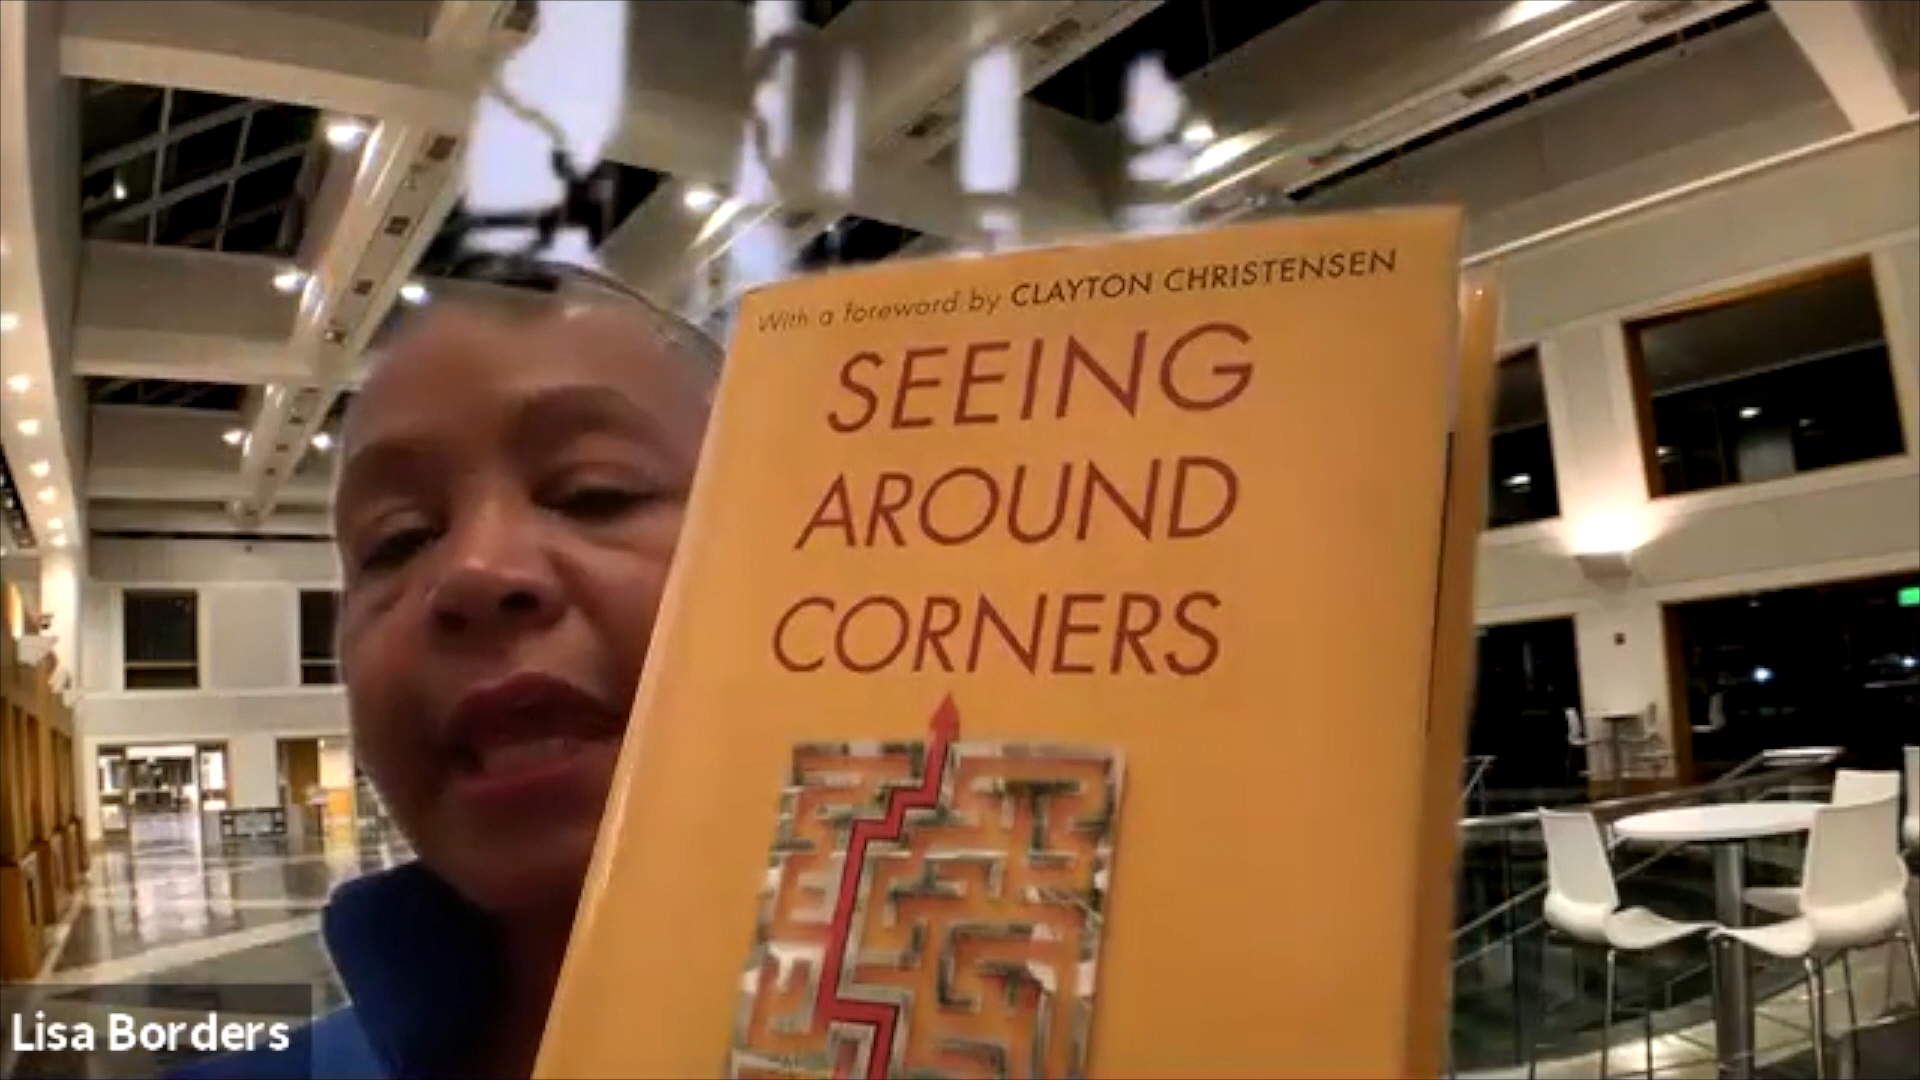 With a foreword by CLAYTON CHRISTENSEN
SEEING
AROUND
CORNERS
Lisa Borders